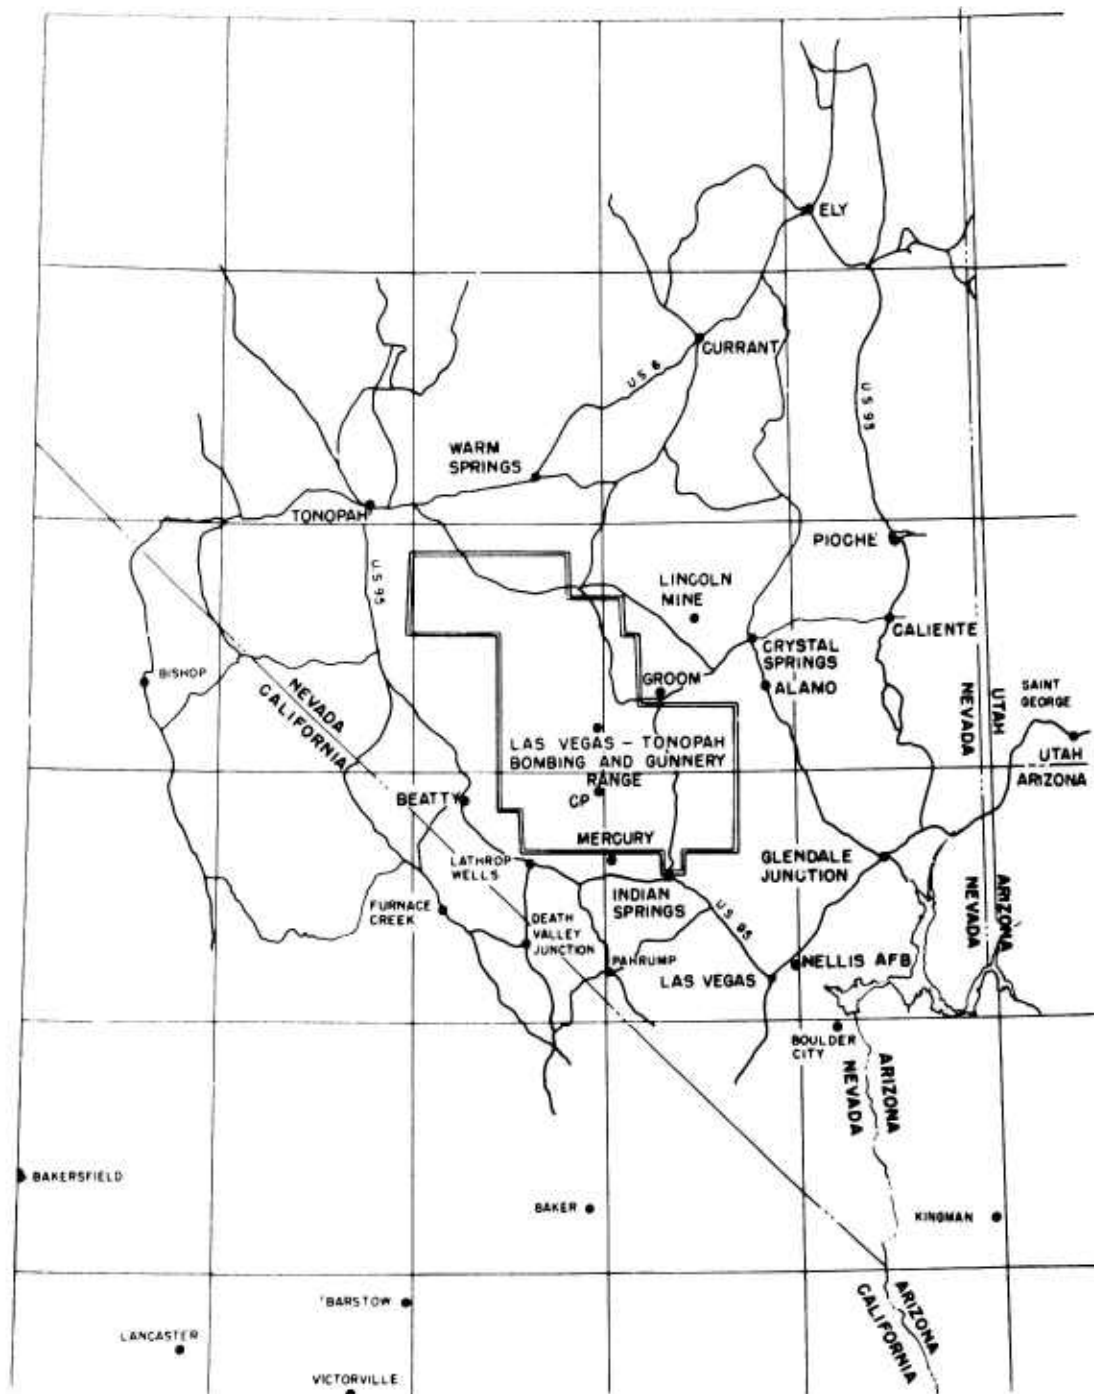 ELY
CURRANT
US 6
US 93
WARM
SPRINGS
TONOPAH
PIOCHE
US 95
LINCOLN
MINE
CALIENTE
CRYSTAL
SPRINGS
BISHOP
GROOM
ALAMO
NEVADA
CALIFORNIA
UTAH
NEVADA
SAINT
GEORGE
LAS VEGAS – TONOPAH
BOMBING AND GUNNERY
RANGE
UTAH
ARIZONA
BEATTY
CP
MERCURY
LATHROP
WELLS
GLENDALE
JUNCTION
FURNACE
CREEK
INDIAN
SPRINGS
US 95
DEATH
VALLEY
JUNCTION
ARIZONA
NEVADA
PAHRUMP
LAS VEGAS
NELLIS AFB
BOULDER
CITY
ARIZONA
NEVADA
BAKERSFIELD
BAKER
KINGMAN
BARSTOW
ARIZONA
CALIFORNIA
LANCASTER
VICTORVILLE